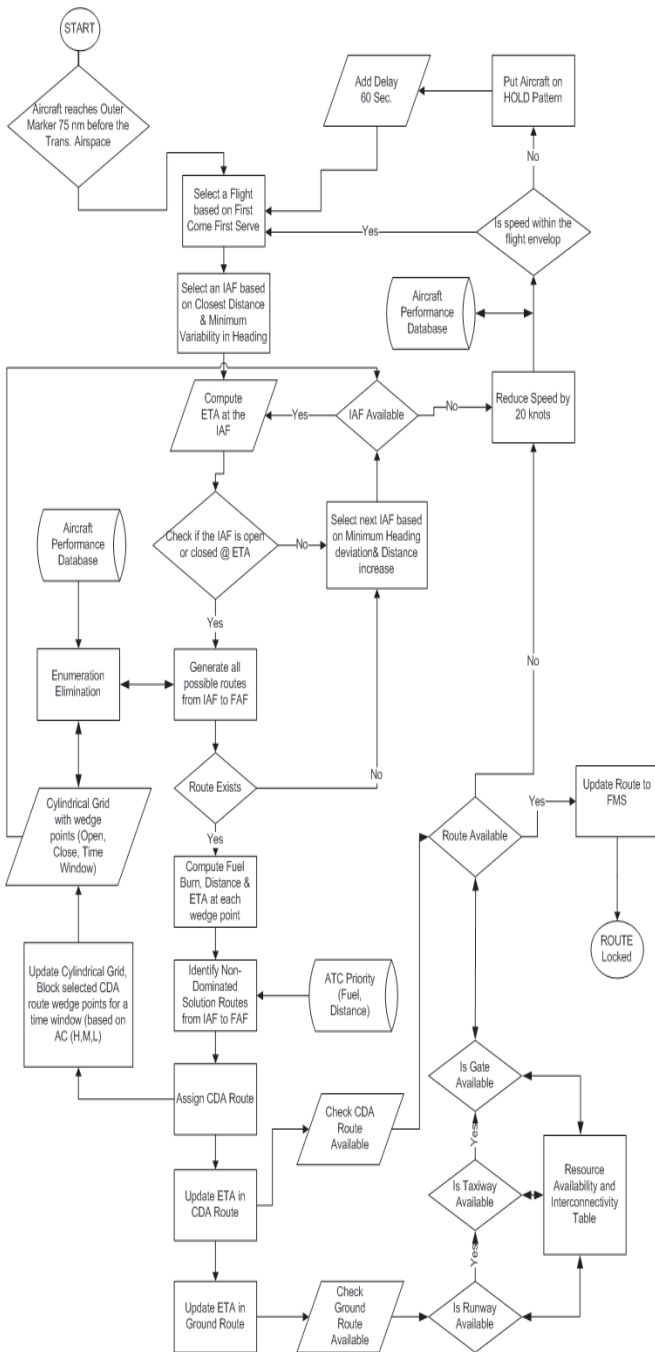 START
Aircraft reaches Outer
Marker 75 nm before the
Trans. Airspace
Add Delay
60 Sec.
Put Aircraft on
HOLD Pattern
No
Select a Flight
based on First
Come First Serve
Yes
Is speed within the
flight envelop
Select an IAF based
on Closest Distance
& Minimum
Variability in Heading
Aircraft
Performance
Database
Compute
ETA at the
IAF
Yes
IAF Available
No
Reduce Speed by
20 knots
Aircraft
Performance
Database
Check if the IAF is open
or closed @ ETA
No
Select next IAF based
on Minimum Heading
deviation& Distance
increase
Yes
Enumeration
Elimination
Generate all
possible routes
from IAF to FAF
No
Route Exists
No
Cylindrical Grid
with wedge
points (Open,
Close, Time
Window)
Yes
Route Available
Yes
Update Route to
FMS
Compute Fuel
Burn, Distance &
ETA at each
wedge point
ROUTE
Locked
Update Cylindrical Grid,
Block selected CDA
route wedge points for a
time window (based on
AC (H,M,L)
Identify Non-
Dominated
Solution Routes
from IAF to FAF
ATC Priority
(Fuel,
Distance)
Assign CDA Route
Check CDA
Route
Available
Is Gate
Available
Yes
Update ETA in
CDA Route
Is Taxiway
Available
Resource
Availability and
Interconnectivity
Table
Yes
Update ETA in
Ground Route
Check
Ground
Route
Available
Is Runway
Available